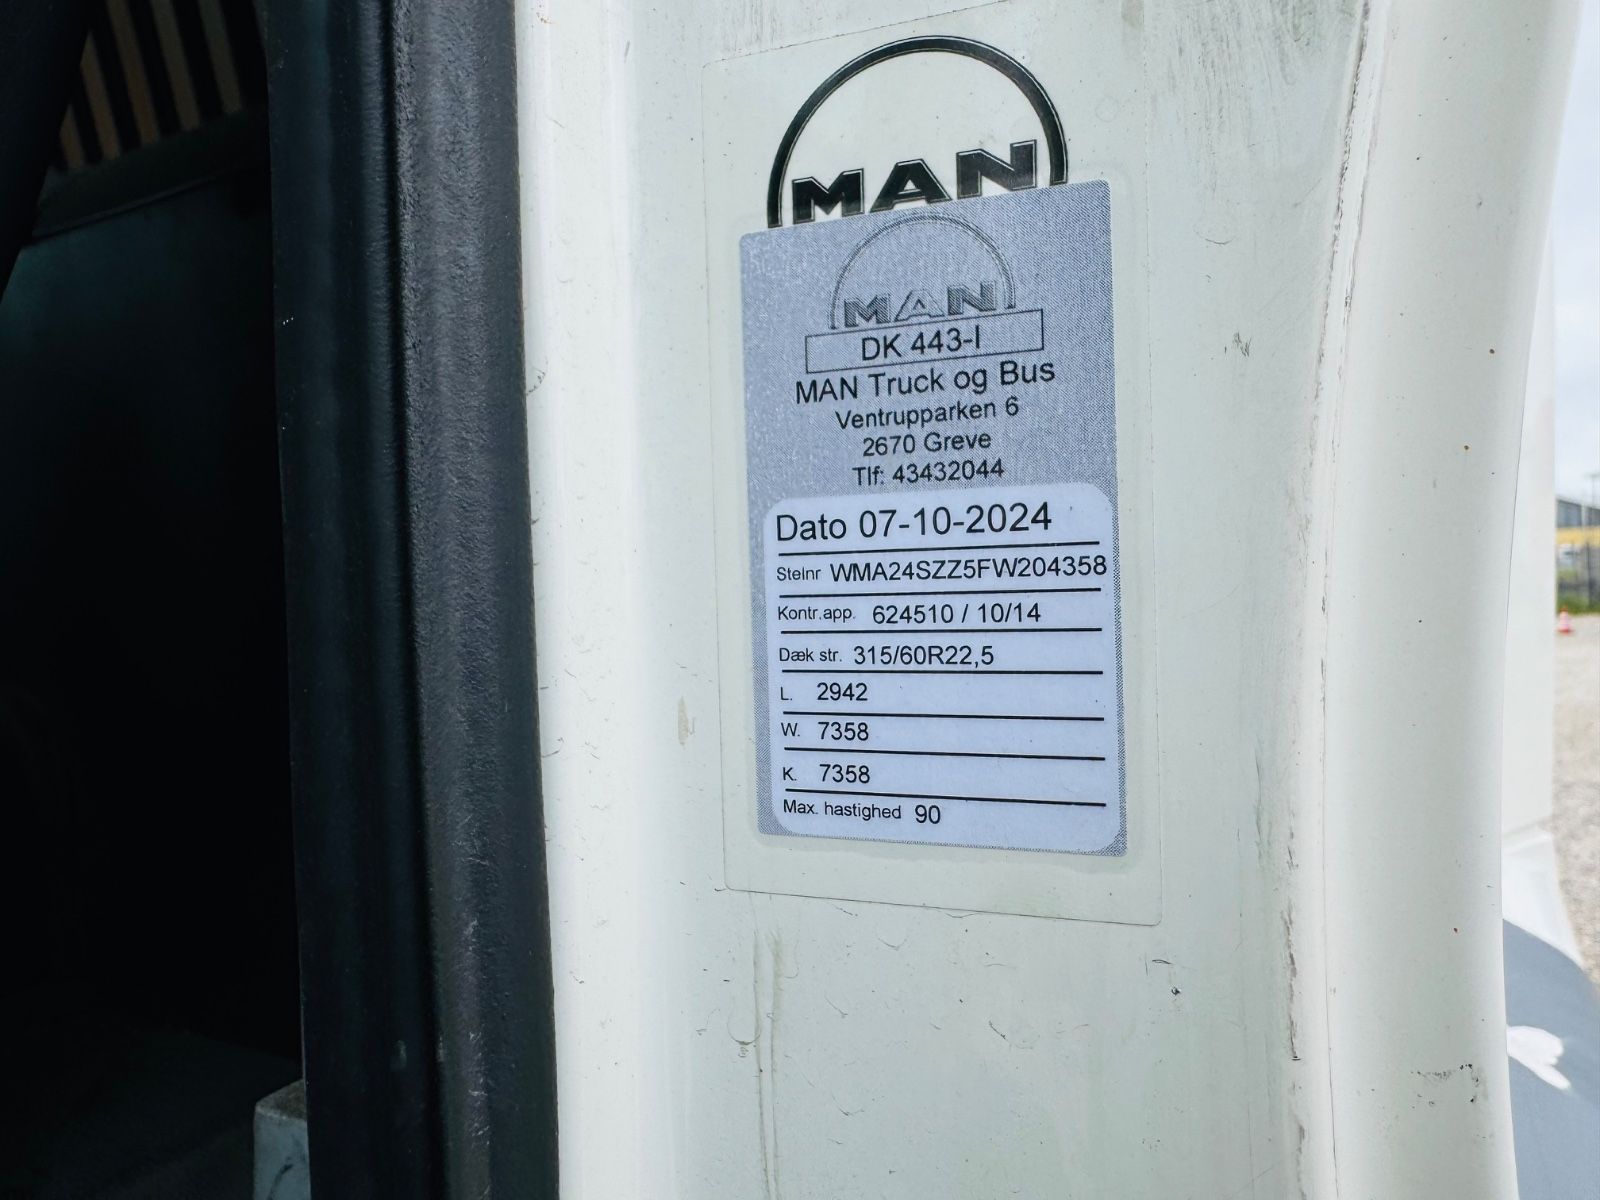 MAN
MAN
DK 443-I
MAN Truck og Bus
Ventrupparken 6
2670 Greve
Tlf: 43432044
Dato 07-10-2024
Stelnr WMA24SZZ5FW204358
Kontr.app. 624510 / 10/14
Dæk str. 315/60R22,5
L. 2942
W. 7358
K. 7358
Max. hastighed 90